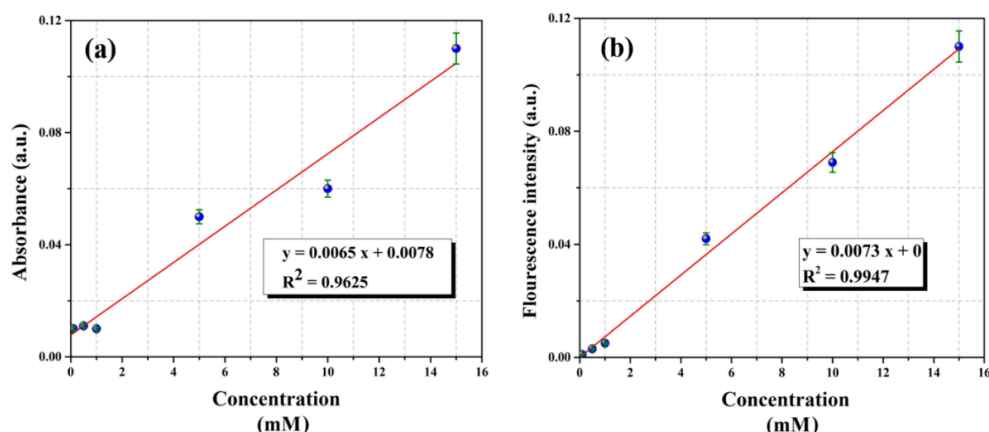 (a)
Absorbance (a.u.)
0.12
0.08
0.04
0.00
y = 0.0065 x + 0.0078
R² = 0.9625
0 2 4 6 8 10 12 14 16
Concentration
(mM)
(b)
Flourescence intensity (a.u.)
0.12
0.08
0.04
0.00
y = 0.0073 x + 0
R² = 0.9947
0 2 4 6 8 10 12 14 16
Concentration
(mM)